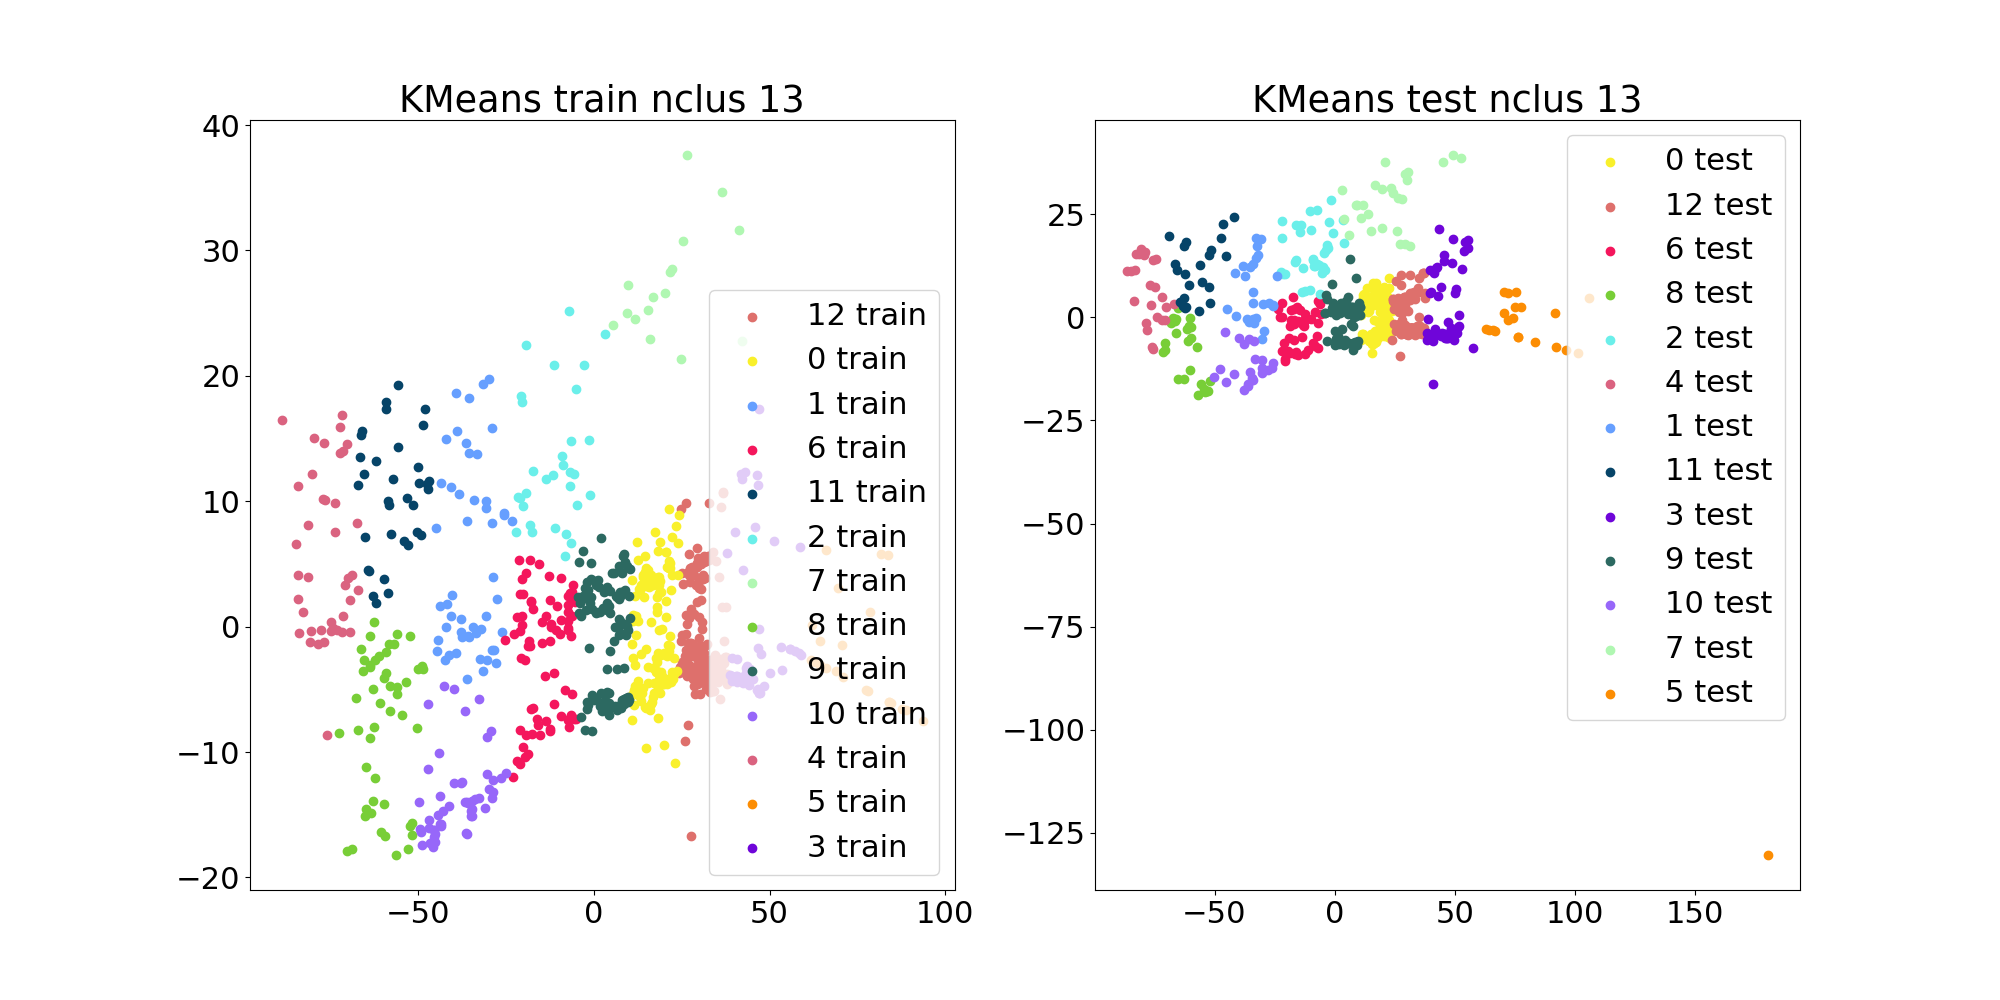 KMeans train nclus 13
40
30
20
10
0
−10
−20
−50
0
50
100
12 train
0 train
1 train
6 train
11 train
2 train
7 train
8 train
9 train
10 train
4 train
5 train
3 train
KMeans test nclus 13
25
0
−25
−50
−75
−100
−125
−50
0
50
100
150
0 test
12 test
6 test
8 test
2 test
4 test
1 test
11 test
3 test
9 test
10 test
7 test
5 test